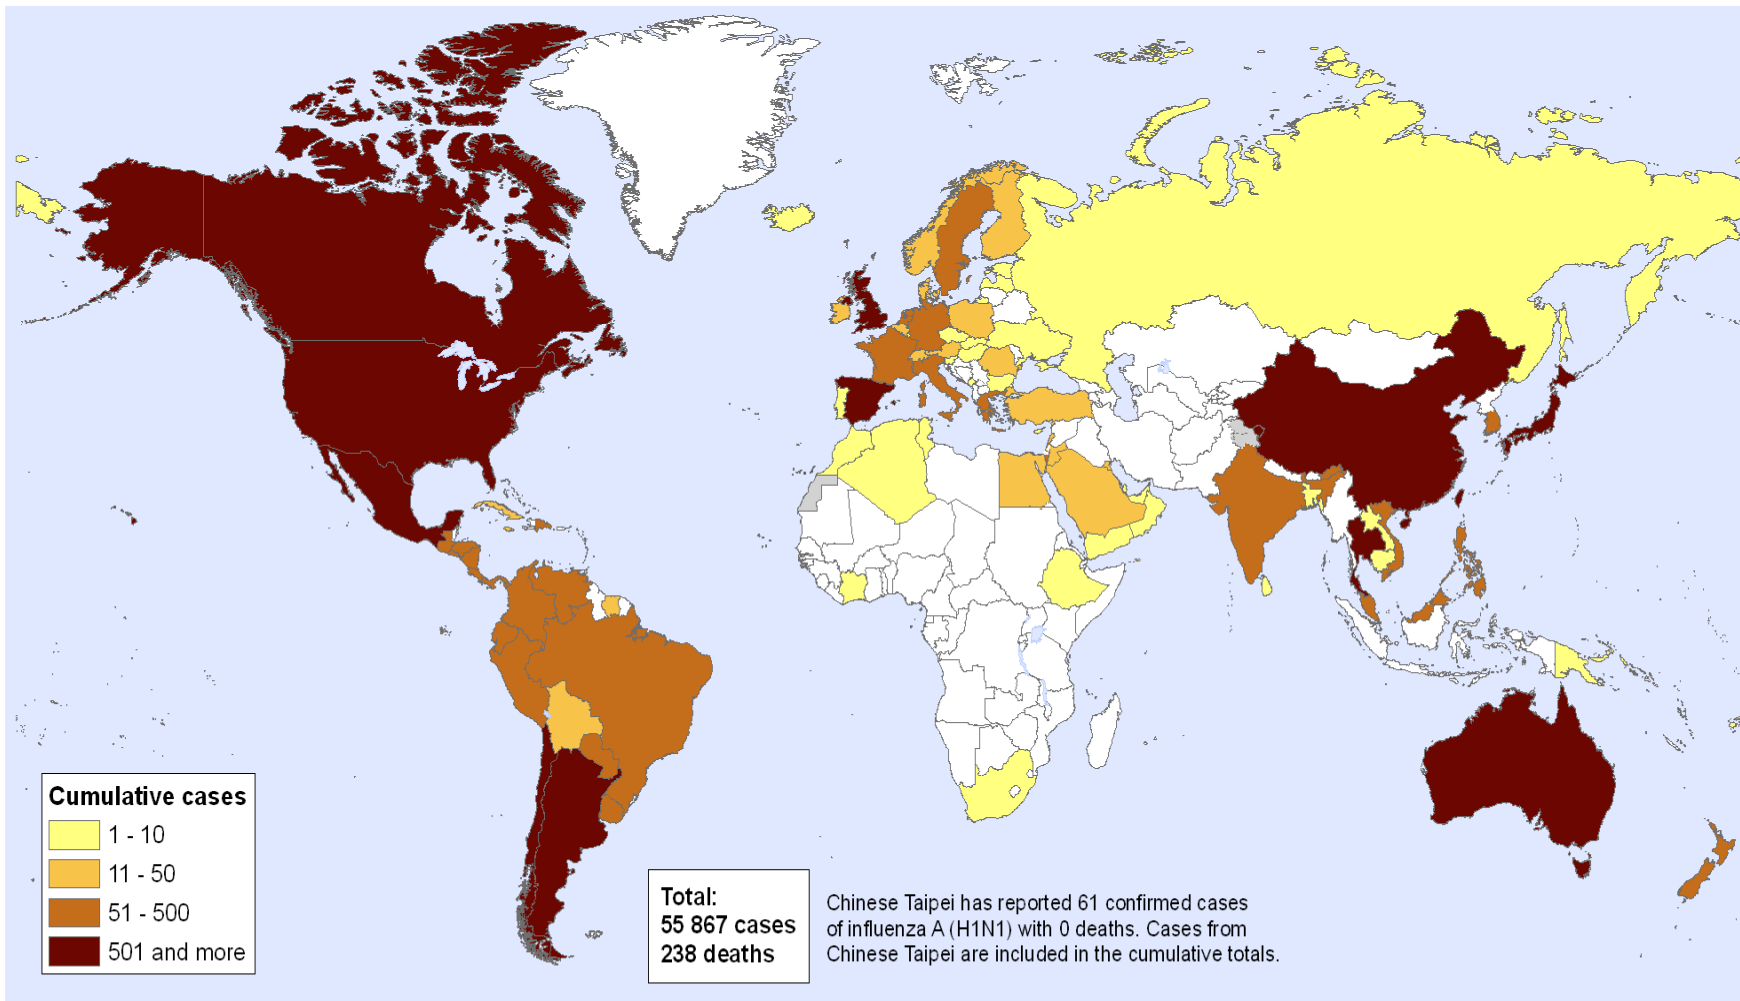 Cumulative cases
1 - 10
11 - 50
51 - 500
501 and more
Total:
55 867 cases
238 deaths
Chinese Taipei has reported 61 confirmed cases
of influenza A (H1N1) with 0 deaths. Cases from
Chinese Taipei are included in the cumulative totals.